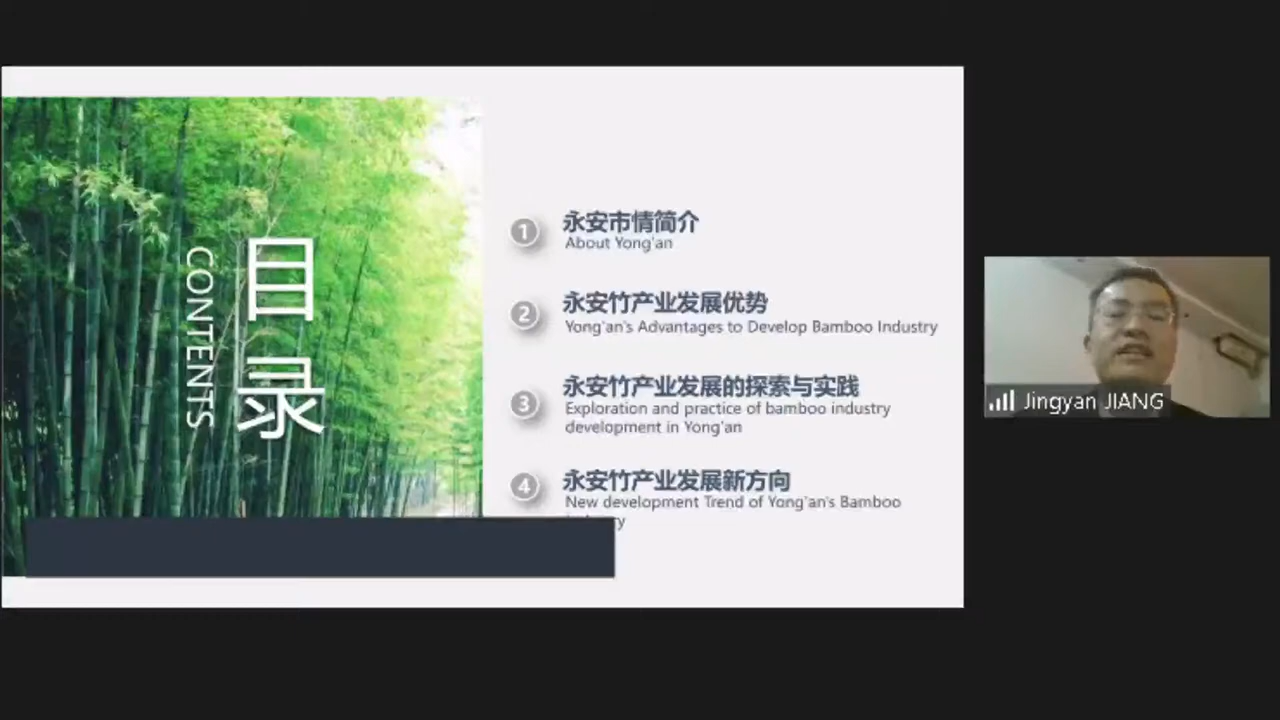 目录
CONTENTS
1
永安市情简介
About Yong'an
2
永安竹产业发展优势
Yong'an's Advantages to Develop Bamboo Industry
3
永安竹产业发展的探索与实践
Exploration and practice of bamboo industry
development in Yong'an
4
永安竹产业发展新方向
New development Trend of Yong'an's Bamboo
Jingyan JIANG